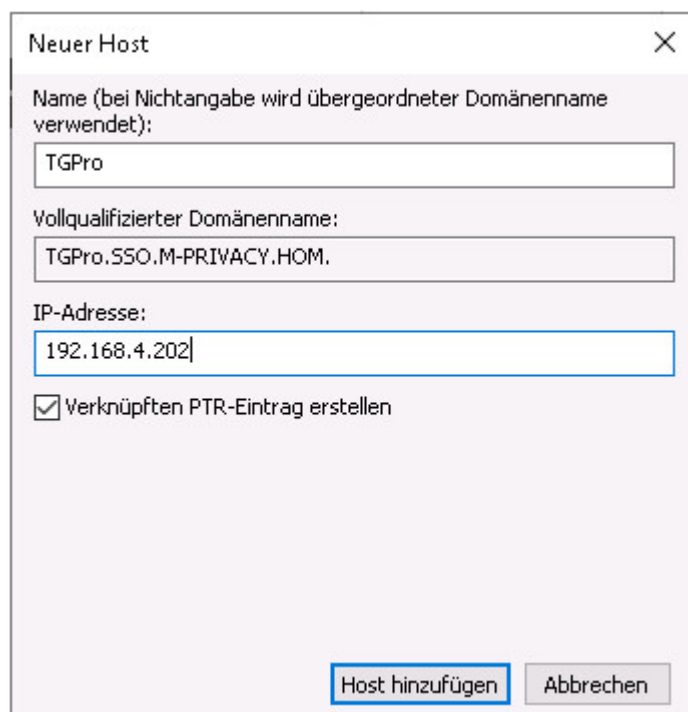 Neuer Host
Name (bei Nichtangabe wird übergeordneter Domänenname
verwendet):
TGPro
Vollqualifizierter Domänenname:
TGPro.SSO.M-PRIVACY.HOM.
IP-Adresse:
192.168.4.202
Verknüpften PTR-Eintrag erstellen
Host hinzufügen
Abbrechen